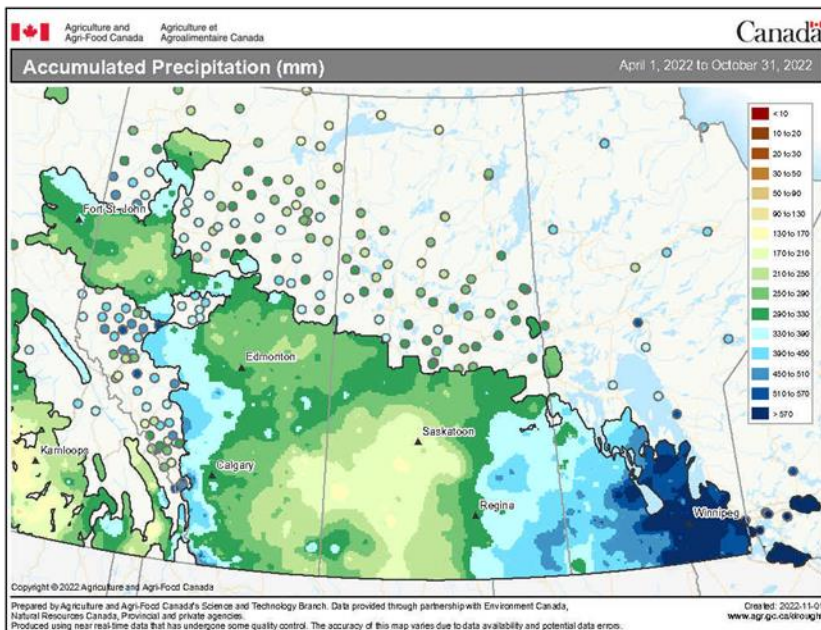 Agriculture and Agriculture et
Agri-Food Canada Agroalimentaire Canada
Canada
Accumulated Precipitation (mm) April 1, 2022 to October 31, 2022
< 10
10 to 20
20 to 30
30 to 50
50 to 90
90 to 130
130 to 170
170 to 210
210 to 250
250 to 290
290 to 330
330 to 390
390 to 450
450 to 510
510 to 570
> 570
Fort St. John
Edmonton
Saskatoon
Kamloops
Calgary
Regina
Winnipeg
Copyright © 2022 Agriculture and Agri-Food Canada
Prepared by Agriculture and Agri-Food Canada's Science and Technology Branch. Data provided through partnership with Environment Canada,
Natural Resources Canada, Provincial and private agencies.
Produced using near real-time data that has undergone some quality control. The accuracy of this map varies due to data availability and potential data errors.
Created: 2022-11-01
www.agr.gc.ca/drought